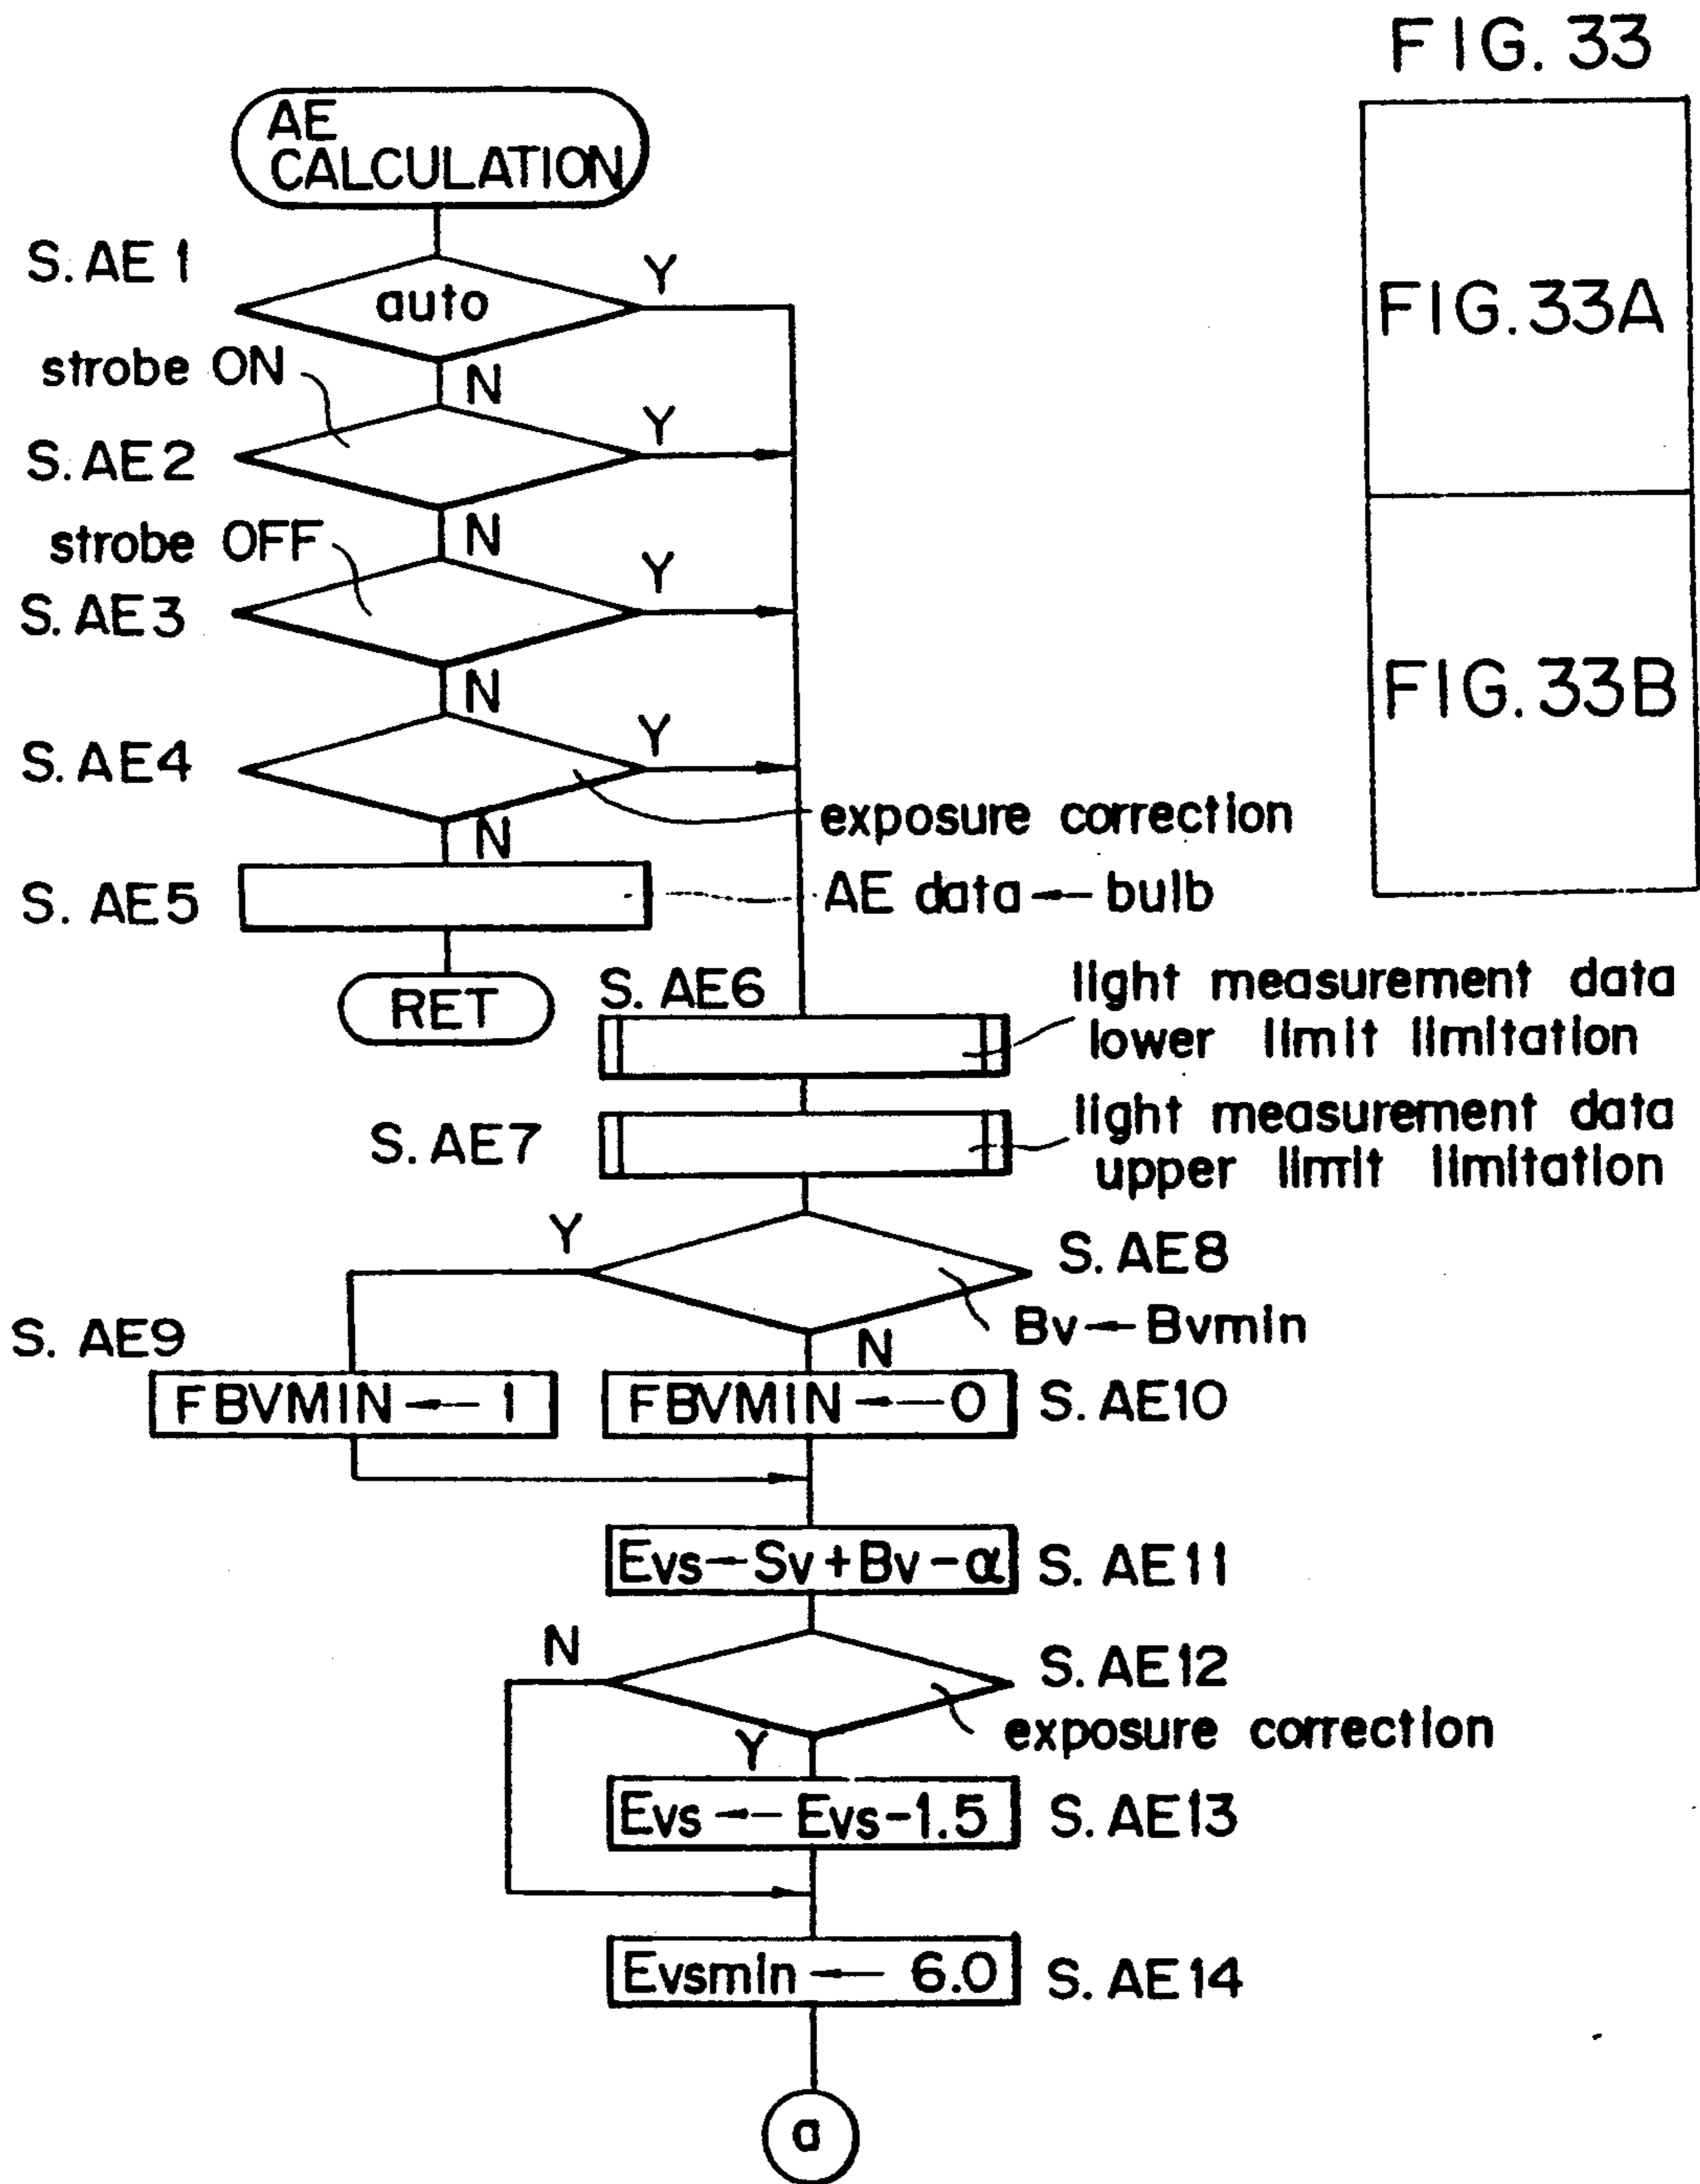 FIG. 33
FIG. 33A
FIG. 33B
AE
CALCULATION
S. AE 1
auto
Y
N
strobe ON
S. AE2
Y
N
strobe OFF
S. AE3
Y
N
S. AE4
Y
exposure correction
N
S. AE5
AE data ← bulb
RET
S. AE6
light measurement data
lower limit limitation
S. AE7
light measurement data
upper limit limitation
Y
S. AE8
Bv ← Bvmin
N
S. AE9
FBVMIN ← 1
FBVMIN ← 0
S. AE10
Evs ← Sv + Bv - α
S. AE11
N
S. AE12
exposure correction
Y
Evs ← Evs-1.5
S. AE13
Evsmin ← 6.0
S. AE14
a